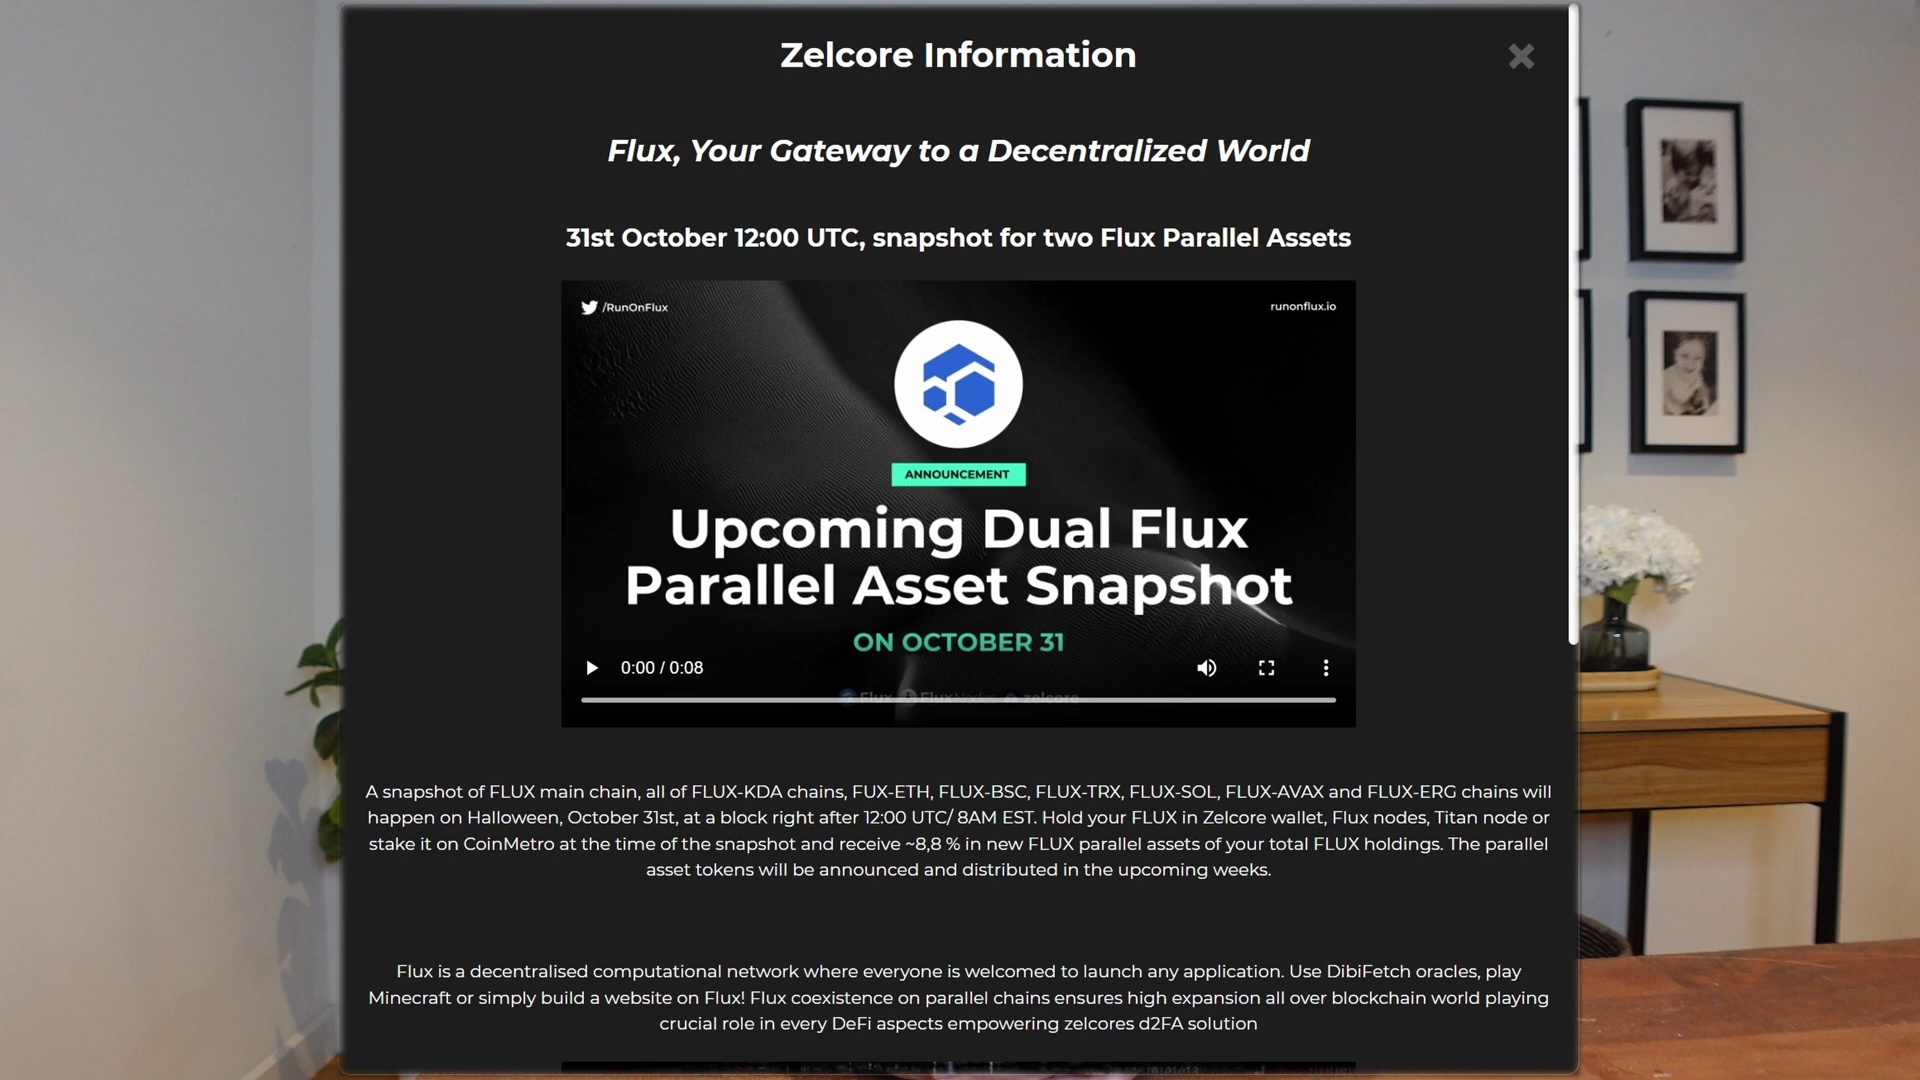 Zelcore Information
Flux, Your Gateway to a Decentralized World
31st October 12:00 UTC, snapshot for two Flux Parallel Assets
/RunOnFlux
runonflux.io
ANNOUNCEMENT
Upcoming Dual Flux
Parallel Asset Snapshot
ON OCTOBER 31
0:00 / 0:08
Flux FluxNodes zelcore
A snapshot of FLUX main chain, all of FLUX-KDA chains, FUX-ETH, FLUX-BSC, FLUX-TRX, FLUX-SOL, FLUX-AVAX and FLUX-ERG chains will
happen on Halloween, October 31st, at a block right after 12:00 UTC/ 8AM EST. Hold your FLUX in Zelcore wallet, Flux nodes, Titan node or
stake it on CoinMetro at the time of the snapshot and receive ~8,8 % in new FLUX parallel assets of your total FLUX holdings. The parallel
asset tokens will be announced and distributed in the upcoming weeks.
Flux is a decentralised computational network where everyone is welcomed to launch any application. Use DibiFetch oracles, play
Minecraft or simply build a website on Flux! Flux coexistence on parallel chains ensures high expansion all over blockchain world playing
crucial role in every DeFi aspects empowering zelcores d2FA solution